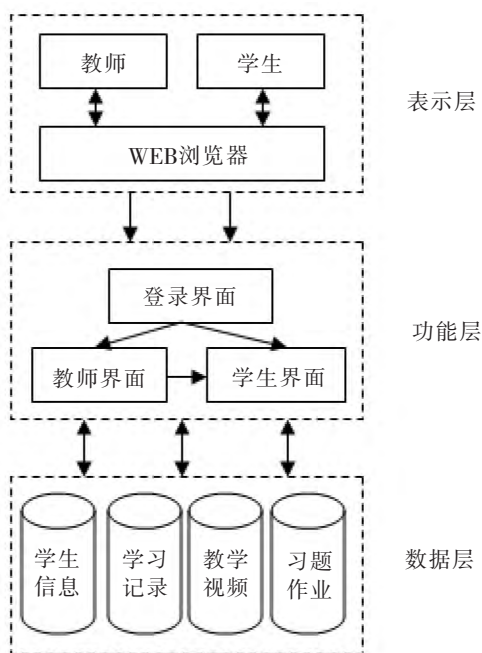 教师
学生
表示层
WEB浏览器
登录界面
功能层
教师界面
学生界面
学生
信息
学习
记录
教学
视频
习题
作业
数据层